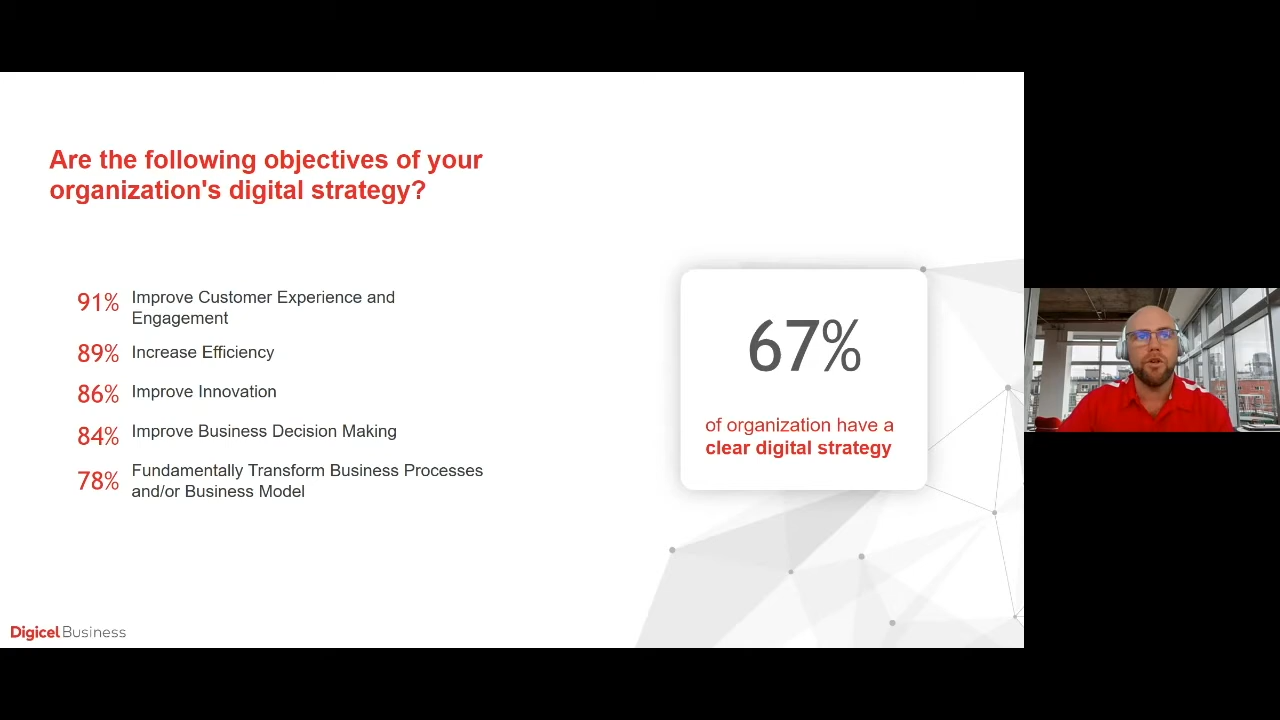 Are the following objectives of your
organization's digital strategy?
91% Improve Customer Experience and
Engagement
89% Increase Efficiency
86% Improve Innovation
84% Improve Business Decision Making
78% Fundamentally Transform Business Processes
and/or Business Model
67%
of organization have a
clear digital strategy
Digicel Business